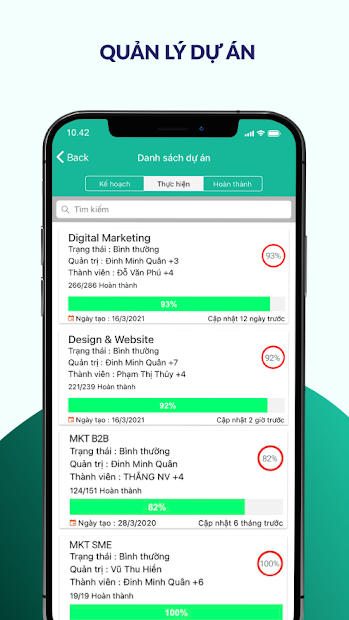 QUẢN LÝ DỰ ÁN
10.42
Back
Danh sách dự án
Kế hoạch
Thực hiện
Hoàn thành
Tìm kiếm
Digital Marketing
Trạng thái : Bình thường
Quản trị : Đinh Minh Quân +3
Thành viên : Đỗ Văn Phú +4
266/286 Hoàn thành
93%
93%
Ngày tạo : 16/3/2021
Cập nhật 12 ngày trước
Design & Website
Trạng thái : Bình thường
Quản trị : Đinh Minh Quân +7
Thành viên : Phạm Thị Thủy +4
221/239 Hoàn thành
92%
92%
Ngày tạo : 16/3/2021
Cập nhật 2 giờ trước
MKT B2B
Trạng thái : Bình thường
Quản trị : Đinh Minh Quân
Thành viên : THẮNG NV +4
124/151 Hoàn thành
82%
82%
Ngày tạo : 28/3/2020
Cập nhật 6 tháng trước
MKT SME
Trạng thái : Bình thường
Quản trị : Vũ Thu Hiền
Thành viên : Đinh Minh Quân +6
19/19 Hoàn thành
100%
100%